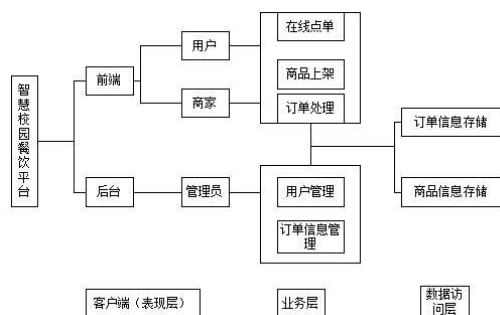 智慧校园餐饮平台
前端
后台
用户
商家
管理员
在线点单
商品上架
订单处理
用户管理
订单信息管
理
订单信息存储
商品信息存储
客户端（表现层）
业务层
数据访
问层